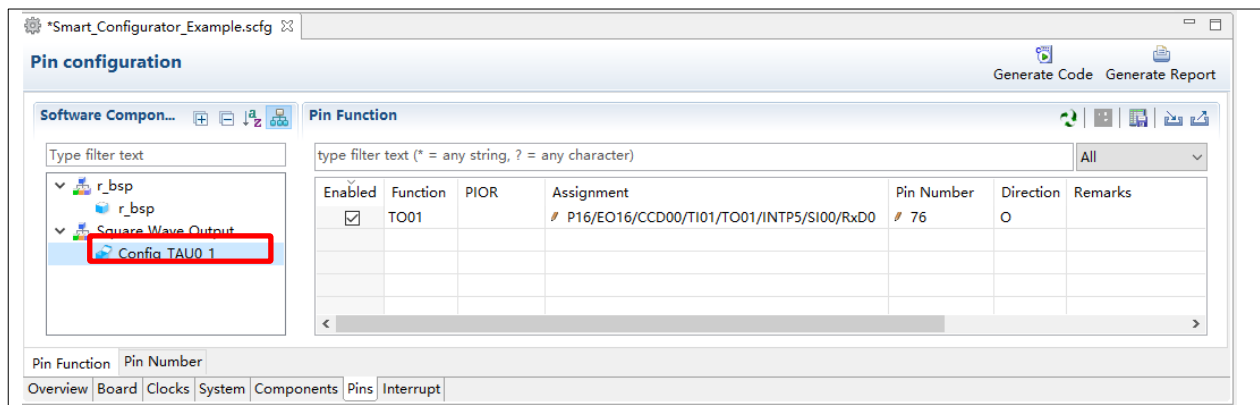 *Smart_Configurator_Example.scfg
Pin configuration
Generate Code Generate Report
Software Compon...
Pin Function
Type filter text
type filter text (* = any string, ? = any character)
All
r_bsp
r_bsp
Square Wave Output
Config_TAU0_1
Enabled Function PIOR Assignment Pin Number Direction Remarks
TO01 P16/EO16/CCD00/TI01/TO01/INTP5/SI00/RxD0 76 O
Pin Function Pin Number
Overview Board Clocks System Components Pins Interrupt